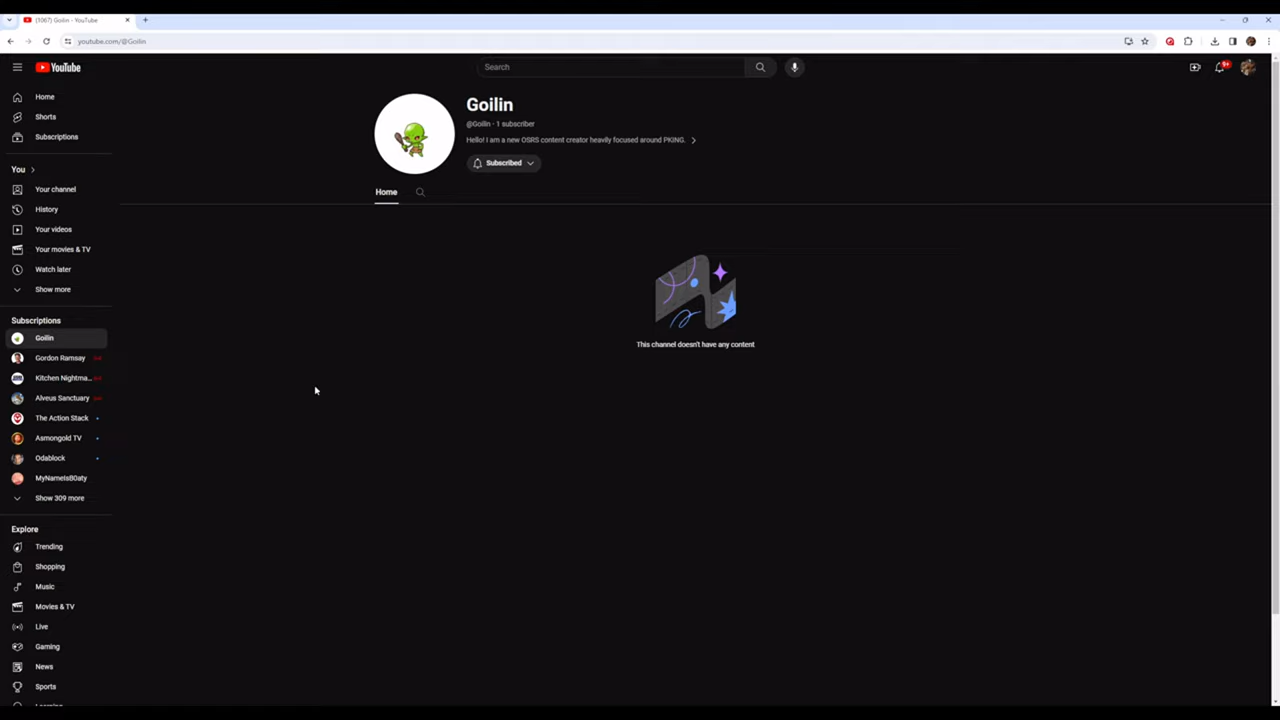 (1067) Goilin - YouTube
youtube.com/@Goilin
YouTube
Search
9+
Home
Shorts
Subscriptions
You
Your channel
History
Your videos
Your movies & TV
Watch later
Show more
Subscriptions
Goilin
Gordon Ramsay
Kitchen Nightma...
Alveus Sanctuary
The Action Stack
Asmongold TV
Odablock
MyNameIsB0aty
Show 309 more
Explore
Trending
Shopping
Music
Movies & TV
Live
Gaming
News
Sports
Goilin
@Goilin · 1 subscriber
Hello! I am a new OSRS content creator heavily focused around PKING.
Subscribed
Home
This channel doesn't have any content